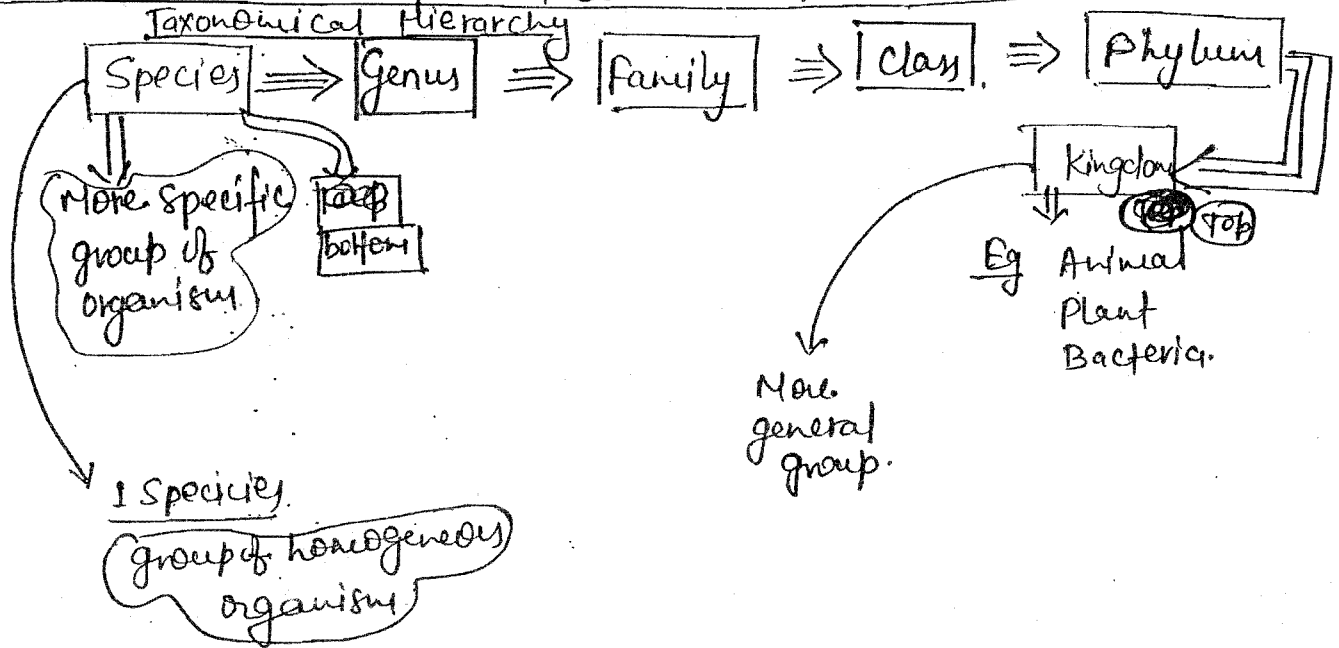 Taxonomical Hierarchy
Species ⇒ Genus ⇒ Family ⇒ Class. ⇒ Phylum
Kingdom
Top
More specific
group of
organism
bottom
Eg Animal
Plant
Bacteria.
More
general
group.
1 Specicies.
group of homogeneous
organism